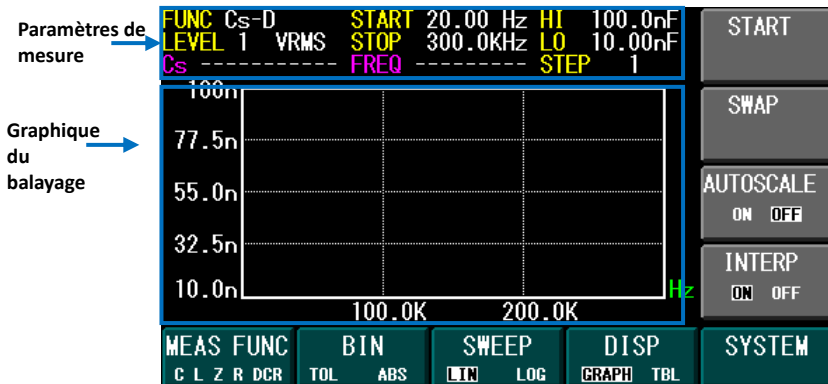 Paramètres de
mesure
FUNC Cs-D START 20.00 Hz HI 100.0nF
LEVEL 1 VRMS STOP 300.0KHz LO 10.00nF
Cs ----------- FREQ --------- STEP 1
START
SWAP
AUTOSCALE
ON OFF
INTERP
ON OFF
Graphique
du
balayage
100n
77.5n
55.0n
32.5n
10.0n
Hz
100.0K 200.0K
MEAS FUNC BIN SWEEP DISP SYSTEM
C L Z R DCR TOL ABS LIN LOG GRAPH TBL